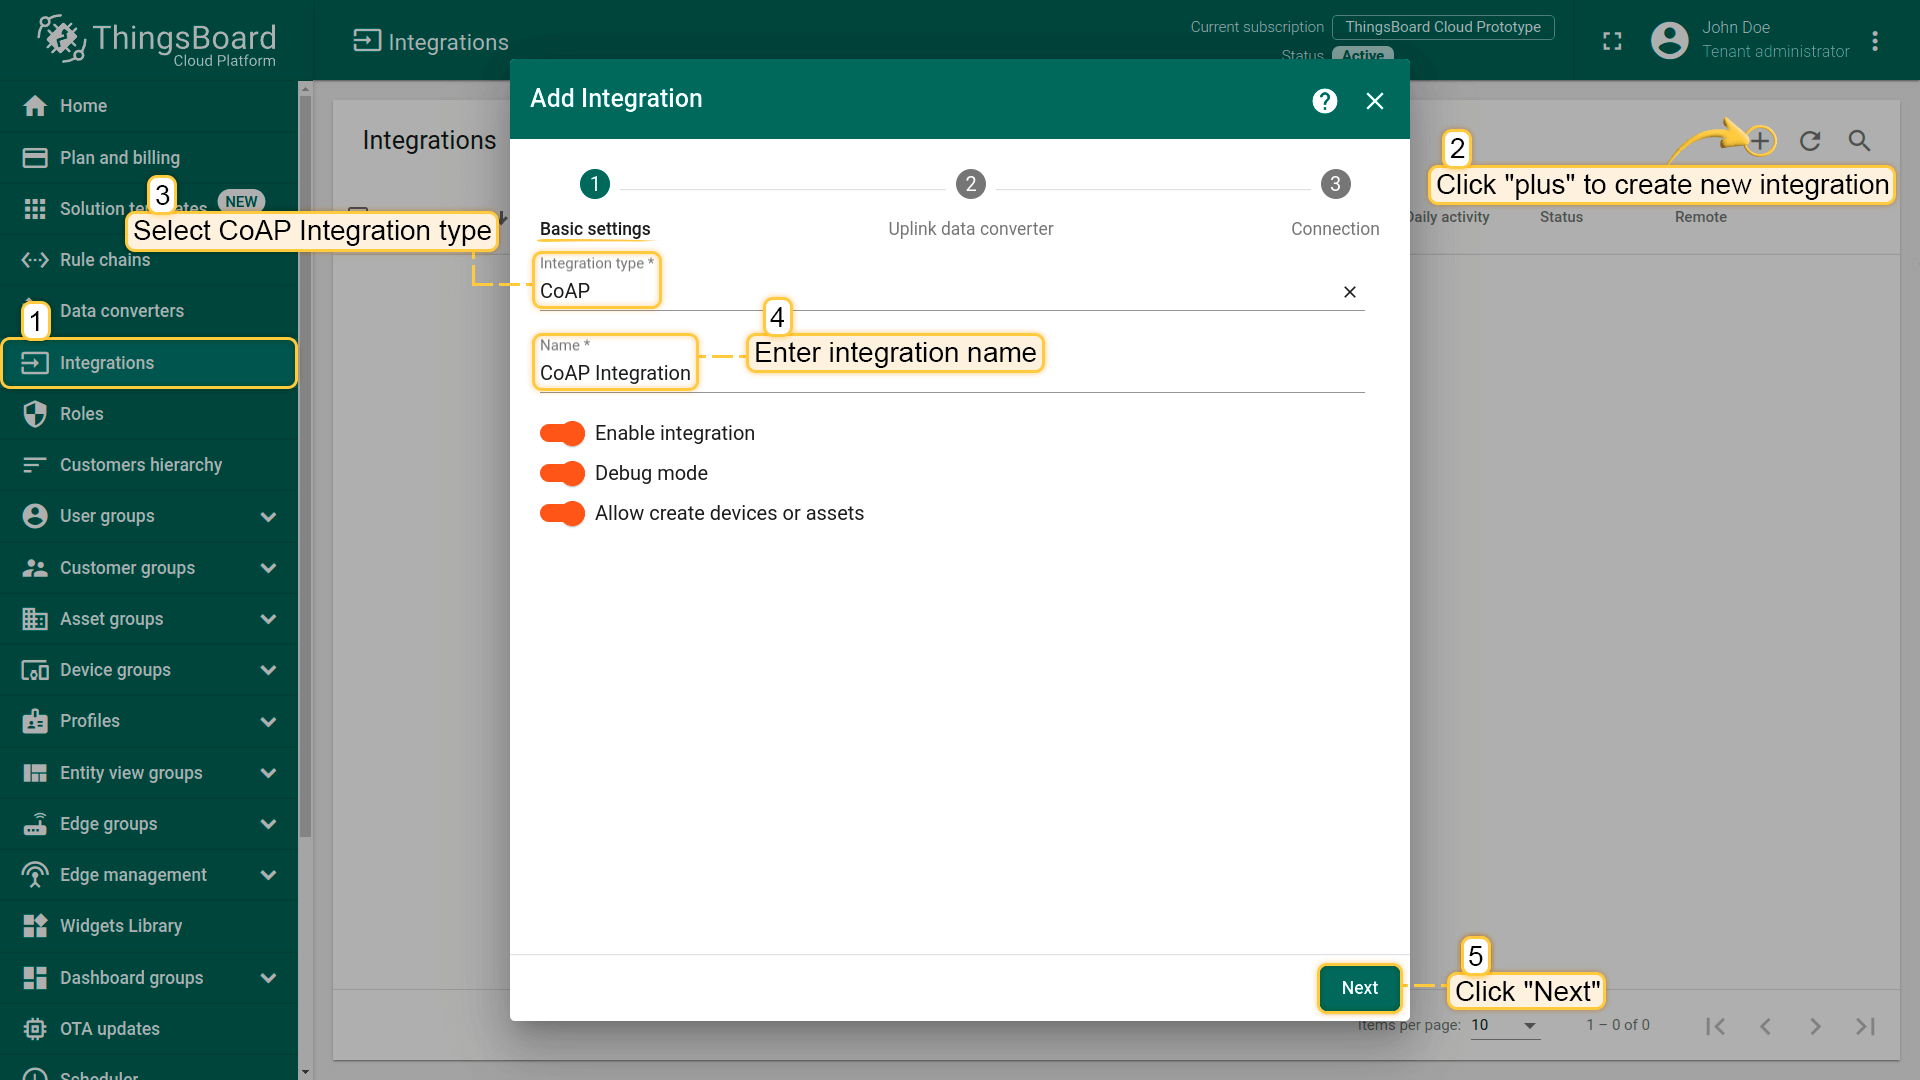 ThingsBoard
Cloud Platform
Integrations
Current subscription
ThingsBoard Cloud Prototype
Status
Active
John Doe
Tenant administrator
Home
Plan and billing
Solution templates
NEW
Rule chains
Data converters
Integrations
Roles
Customers hierarchy
User groups
Customer groups
Asset groups
Device groups
Profiles
Entity view groups
Edge groups
Edge management
Widgets Library
Dashboard groups
OTA updates
Scheduler
1
3
Select CoAP Integration type
Integrations
2
Click "plus" to create new integration
Daily activity
Status
Remote
Add Integration
?
1
2
3
Basic settings
Uplink data converter
Connection
Integration type *
CoAP
4
Enter integration name
Name *
CoAP Integration
Enable integration
Debug mode
Allow create devices or assets
Next
5
Click "Next"
Items per page:
10
1 – 0 of 0